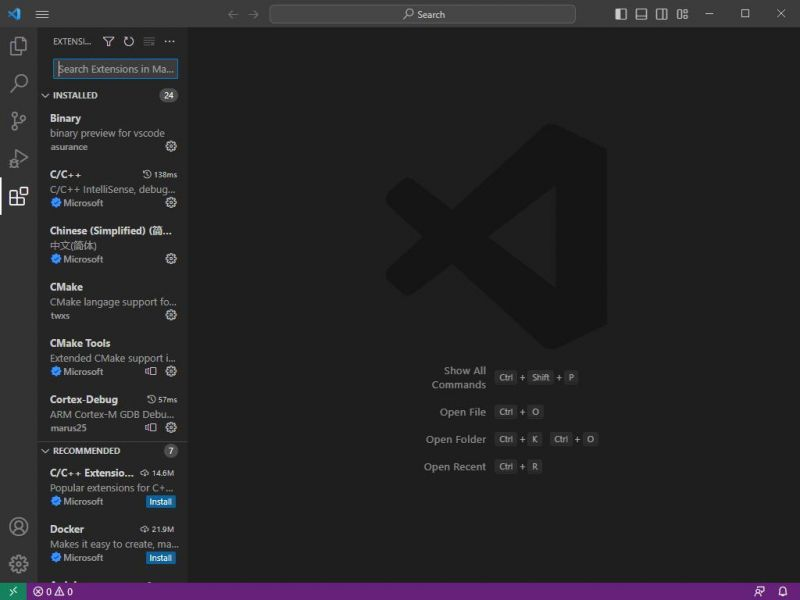 Search
EXTENSI...
Search Extensions in Ma...
INSTALLED 24
Binary
binary preview for vscode
asurance
C/C++ 138ms
C/C++ IntelliSense, debug...
Microsoft
Chinese (Simplified) (简...
中文(简体)
Microsoft
CMake
CMake langage support fo...
twxs
CMake Tools
Extended CMake support i...
Microsoft
Cortex-Debug 57ms
ARM Cortex-M GDB Debu...
marus25
RECOMMENDED 7
C/C++ Extensio... 14.6M
Popular extensions for C+...
Microsoft Install
Docker 21.9M
Makes it easy to create, ma...
Microsoft Install
Show All
Commands Ctrl + Shift + P
Open File Ctrl + O
Open Folder Ctrl + K Ctrl + O
Open Recent Ctrl + R
0 0